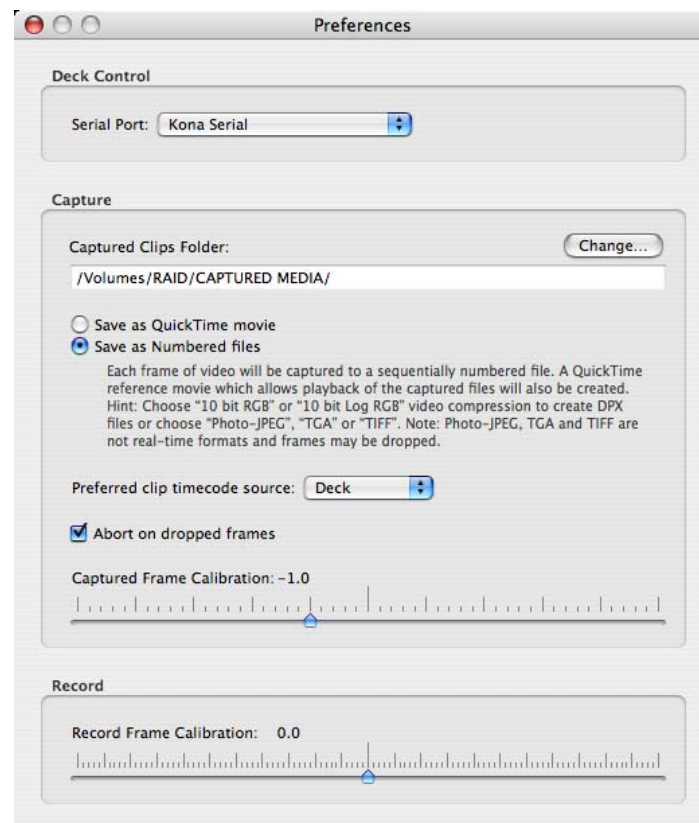 Preferences
Deck Control
Serial Port: Kona Serial
Capture
Captured Clips Folder:
Change...
/Volumes/RAID/CAPTURED MEDIA/
Save as QuickTime movie
Save as Numbered files
Each frame of video will be captured to a sequentially numbered file. A QuickTime
reference movie which allows playback of the captured files will also be created.
Hint: Choose “10 bit RGB” or “10 bit Log RGB” video compression to create DPX
files or choose “Photo-JPEG”, “TGA” or “TIFF”. Note: Photo-JPEG, TGA and TIFF are
not real-time formats and frames may be dropped.
Preferred clip timecode source: Deck
Abort on dropped frames
Captured Frame Calibration: -1.0
Record
Record Frame Calibration: 0.0